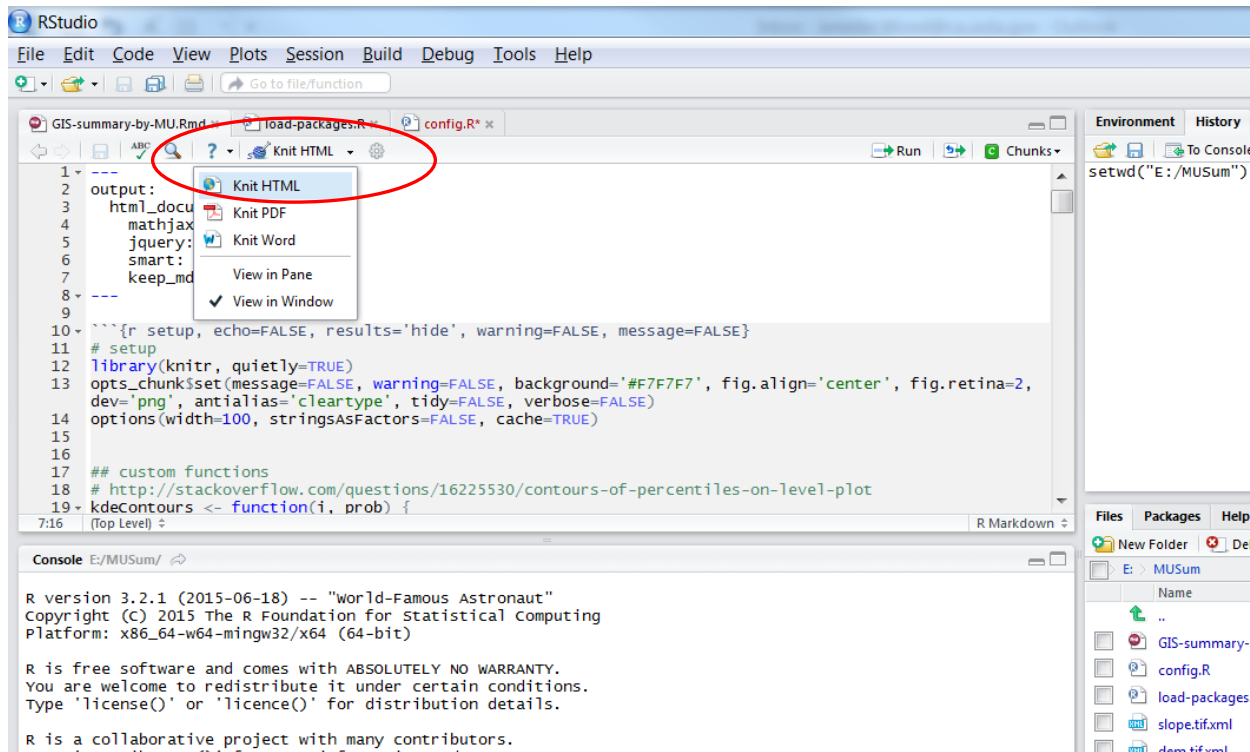 RStudio
File Edit Code View Plots Session Build Debug Tools Help
Go to file/function
GIS-summary-by-MU.Rmd × load-packages.R × config.R* ×
ABC ? Knit HTML Run Chunks
Knit HTML
Knit PDF
Knit Word
View in Pane
✓ View in Window
1 ---
2 output:
3 html_docu
4 mathjax
5 jquery:
6 smart:
7 keep_md
8 ---
9
10 ```{r setup, echo=FALSE, results='hide', warning=FALSE, message=FALSE}
11 # setup
12 library(knitr, quietly=TRUE)
13 opts_chunk$set(message=FALSE, warning=FALSE, background='#F7F7F7', fig.align='center', fig.retina=2,
dev='png', antialias='cleartype', tidy=FALSE, verbose=FALSE)
14 options(width=100, stringsAsFactors=FALSE, cache=TRUE)
15
16
17 ## custom functions
18 # http://stackoverflow.com/questions/16225530/contours-of-percentiles-on-level-plot
19 kdeContours <- function(i, prob) {
7:16 (Top Level) R Markdown
Console E:/MUSum/
R version 3.2.1 (2015-06-18) -- "World-Famous Astronaut"
Copyright (C) 2015 The R Foundation for Statistical Computing
Platform: x86_64-w64-mingw32/x64 (64-bit)
R is free software and comes with ABSOLUTELY NO WARRANTY.
You are welcome to redistribute it under certain conditions.
Type 'license()' or 'licence()' for distribution details.
R is a collaborative project with many contributors.
Environment History
To Console
setwd("E:/MUSum")
Files Packages Help
New Folder De
E: MUSum
Name
..
GIS-summary-
config.R
load-packages
slope.tif.xml
dem.tif.xml